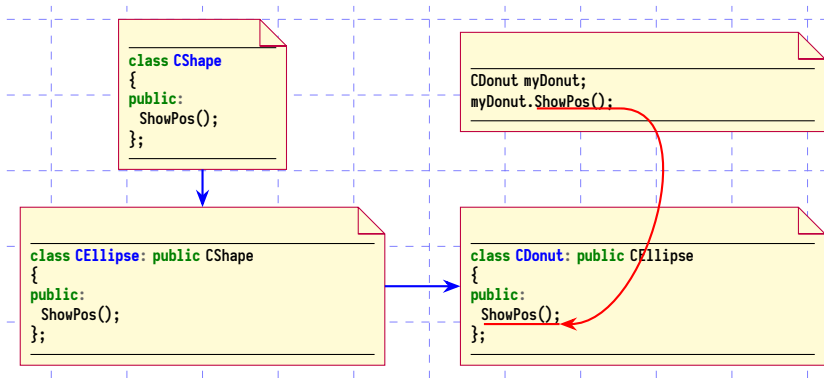 class CShape
{
public:
ShowPos();
};
CDonut myDonut;
myDonut.ShowPos();
class CEllipse: public CShape
{
public:
ShowPos();
};
class CDonut: public CEllipse
{
public:
ShowPos();
};